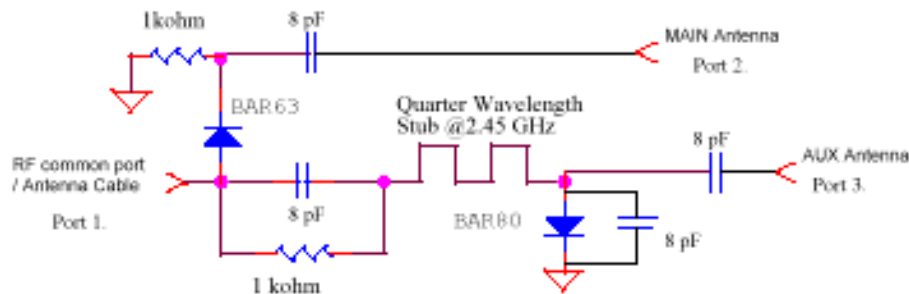 1kohm
8 pF
MAIN Antenna
Port 2.
BAR63
Quarter Wavelength
Stub @2.45 GHz
8 pF
RF common port
/ Antenna Cable
AUX Antenna
Port 1.
8 pF
BAR80
Port 3.
8 pF
1 kohm